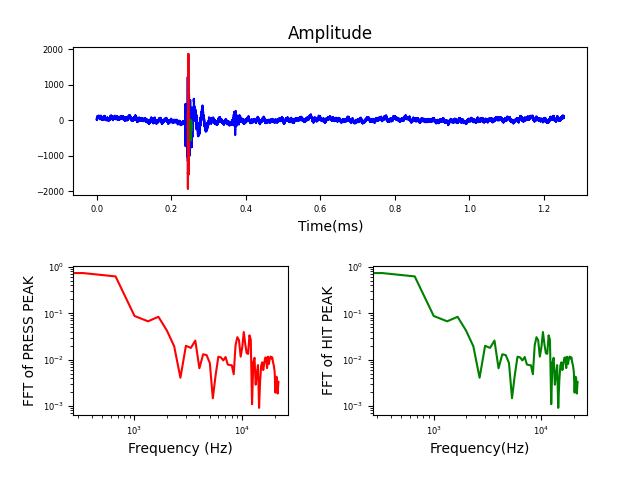 Amplitude
2000
1000
0
−1000
−2000
0.0 0.2 0.4 0.6 0.8 1.0 1.2
Time(ms)
FFT of PRESS PEAK
10⁰
10⁻¹
10⁻²
10⁻³
10³ 10⁴
Frequency (Hz)
FFT of HIT PEAK
10⁰
10⁻¹
10⁻²
10⁻³
10³ 10⁴
Frequency(Hz)